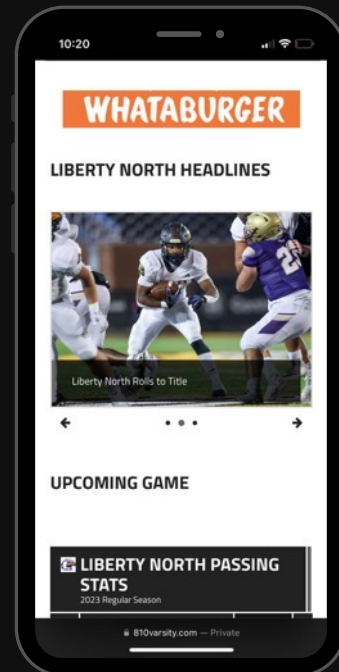 10:20
WHATABURGER
LIBERTY NORTH HEADLINES
23
Liberty North Rolls to Title
UPCOMING GAME
LIBERTY NORTH PASSING
STATS
2023 Regular Season
810varsity.com — Private